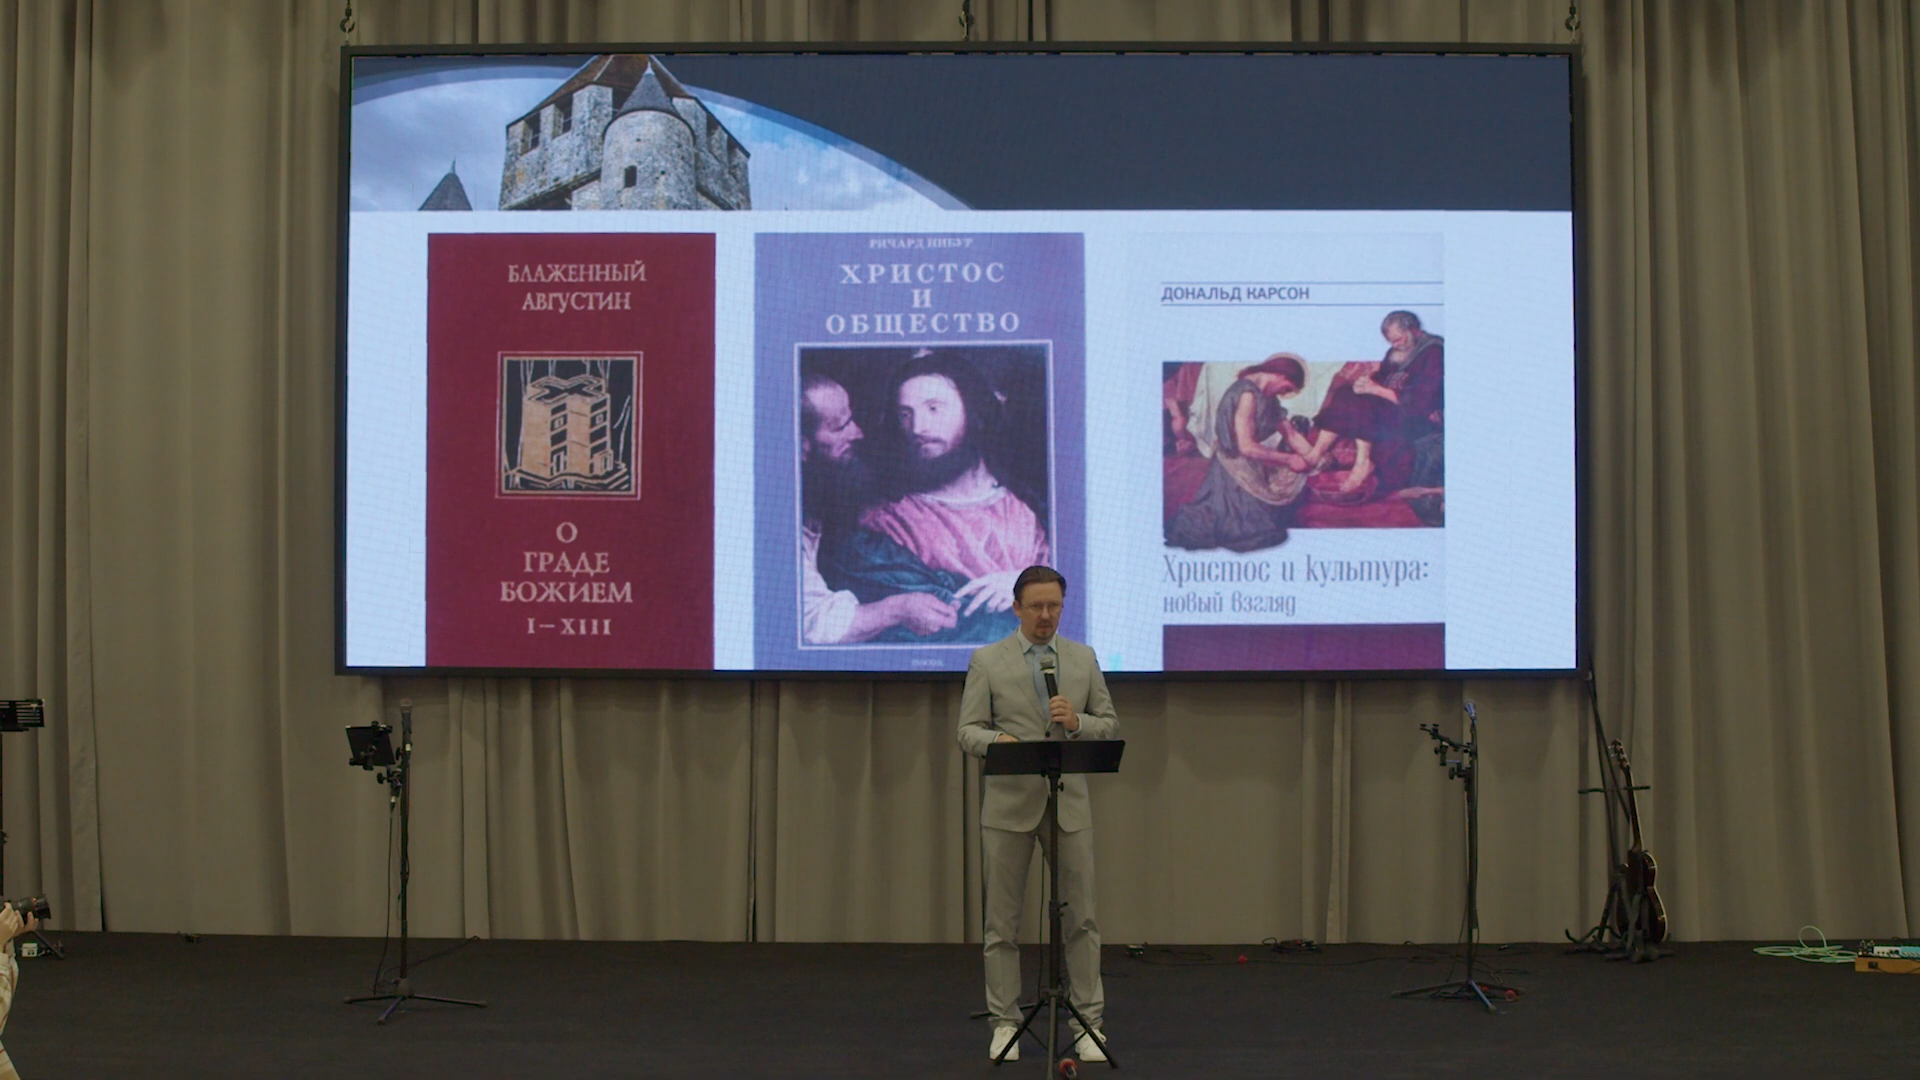 БЛАЖЕННЫЙ
АВГУСТИН
О
ГРАДЕ
БОЖИЕМ
I–XIII
РИЧАРД НИБУР
ХРИСТОС
И
ОБЩЕСТВО
ДОНАЛЬД КАРСОН
Христос и культура:
новый взгляд